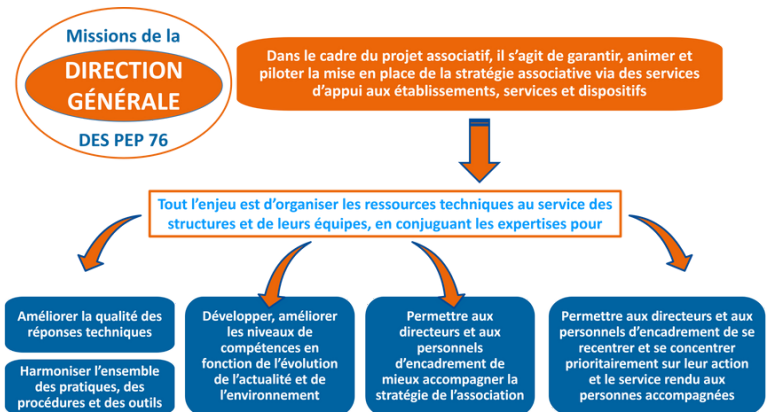 Missions de la
DIRECTION
GÉNÉRALE
DES PEP 76
Dans le cadre du projet associatif, il s’agit de garantir, animer et
piloter la mise en place de la stratégie associative via des services
d’appui aux établissements, services et dispositifs
Tout l’enjeu est d’organiser les ressources techniques au service des
structures et de leurs équipes, en conjuguant les expertises pour
Améliorer la qualité des
réponses techniques
Harmoniser l’ensemble
des pratiques, des
procédures et des outils
Développer, améliorer
les niveaux de
compétences en
fonction de l’évolution
de l’actualité et de
l’environnement
Permettre aux
directeurs et aux
personnels
d’encadrement de
mieux accompagner la
stratégie de l’association
Permettre aux directeurs et aux
personnels d’encadrement de se
recentrer et se concentrer
prioritairement sur leur action
et le service rendu aux
personnes accompagnées